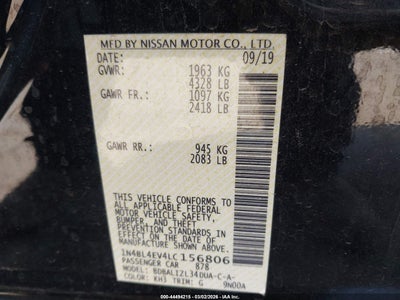 MFD BY NISSAN MOTOR CO., LTD.
DATE: 09/19
GVWR: 1963 KG
4328 LB
GAWR FR.: 1097 KG
2418 LB
GAWR RR.: 945 KG
2083 LB
THIS VEHICLE CONFORMS TO
ALL APPLICABLE FEDERAL
MOTOR VEHICLE SAFETY,
BUMPER, AND THEFT
PREVENTION STANDARDS
IN EFFECT ON THE DATE OF
MANUFACTURE SHOWN ABOVE.
1N4BL4EV4LC156806
PASSENGER CAR 878
MODEL: BDBALIZL34DUA-C-A-
COLOR: KH3 TRIM: G 9N00A
ID: 44494215 - 03/02/2026 - IAA